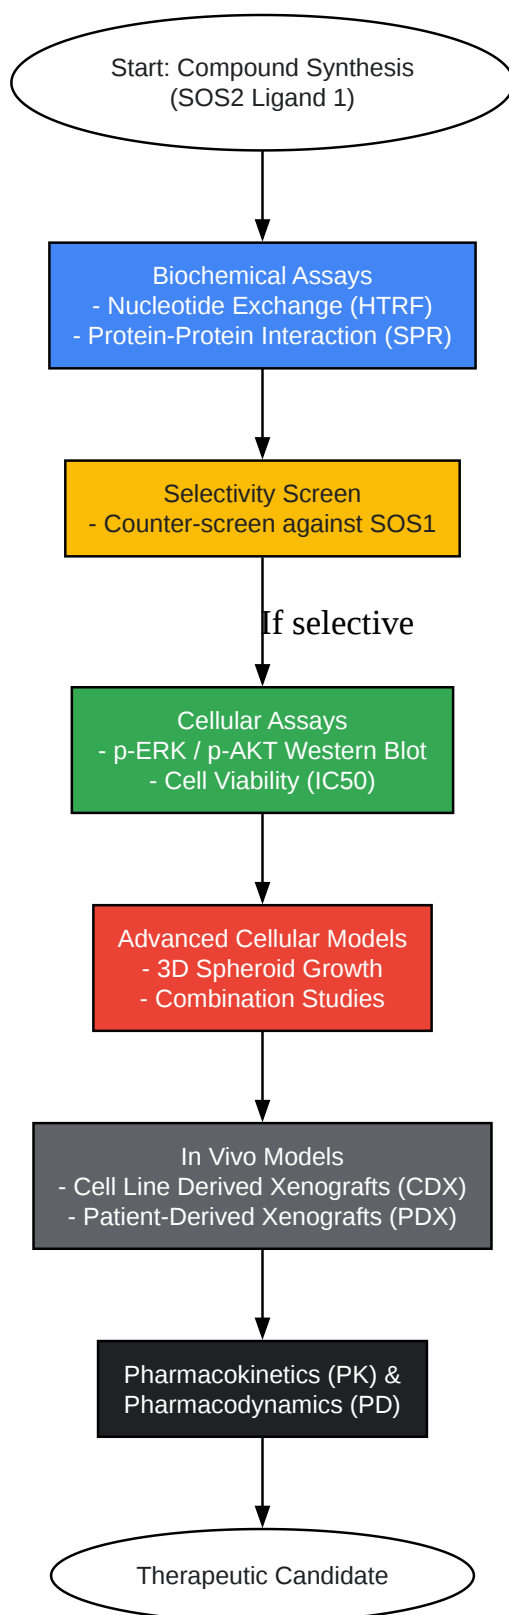 Start: Compound Synthesis
(SOS2 Ligand 1)
Biochemical Assays
- Nucleotide Exchange (HTRF)
- Protein-Protein Interaction (SPR)
Selectivity Screen
- Counter-screen against SOS1
If selective
Cellular Assays
- p-ERK / p-AKT Western Blot
- Cell Viability (IC50)
Advanced Cellular Models
- 3D Spheroid Growth
- Combination Studies
In Vivo Models
- Cell Line Derived Xenografts (CDX)
- Patient-Derived Xenografts (PDX)
Pharmacokinetics (PK) &
Pharmacodynamics (PD)
Therapeutic Candidate